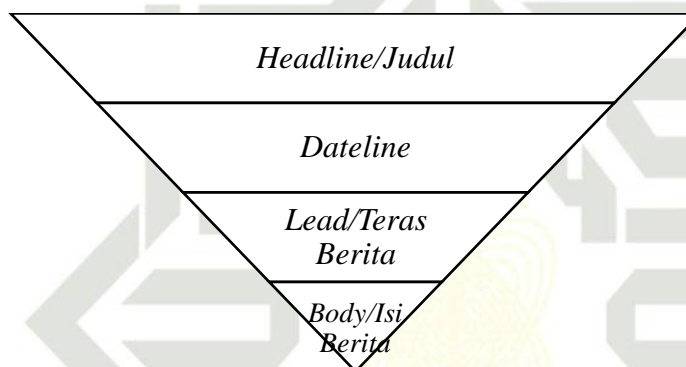 Headline/Judul
Dateline
Lead/Teras
Berita
Body/Isi
Berita